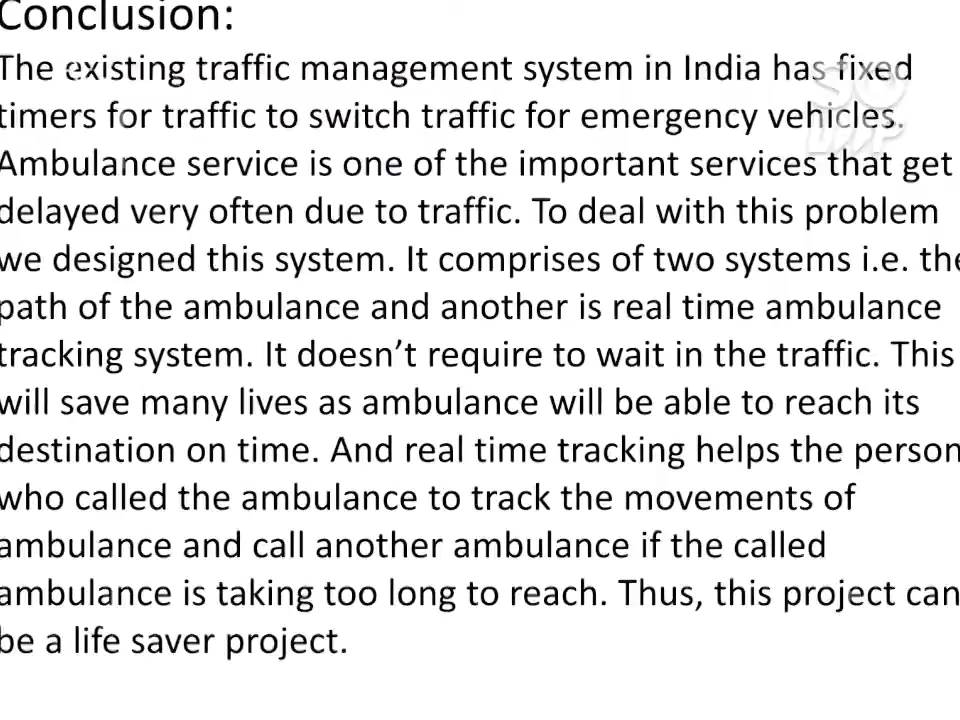 Conclusion:
The existing traffic management system in India has fixed
timers for traffic to switch traffic for emergency vehicles.
Ambulance service is one of the important services that get
delayed very often due to traffic. To deal with this problem
we designed this system. It comprises of two systems i.e. the
path of the ambulance and another is real time ambulance
tracking system. It doesn’t require to wait in the traffic. This
will save many lives as ambulance will be able to reach its
destination on time. And real time tracking helps the person
who called the ambulance to track the movements of
ambulance and call another ambulance if the called
ambulance is taking too long to reach. Thus, this project can
be a life saver project.